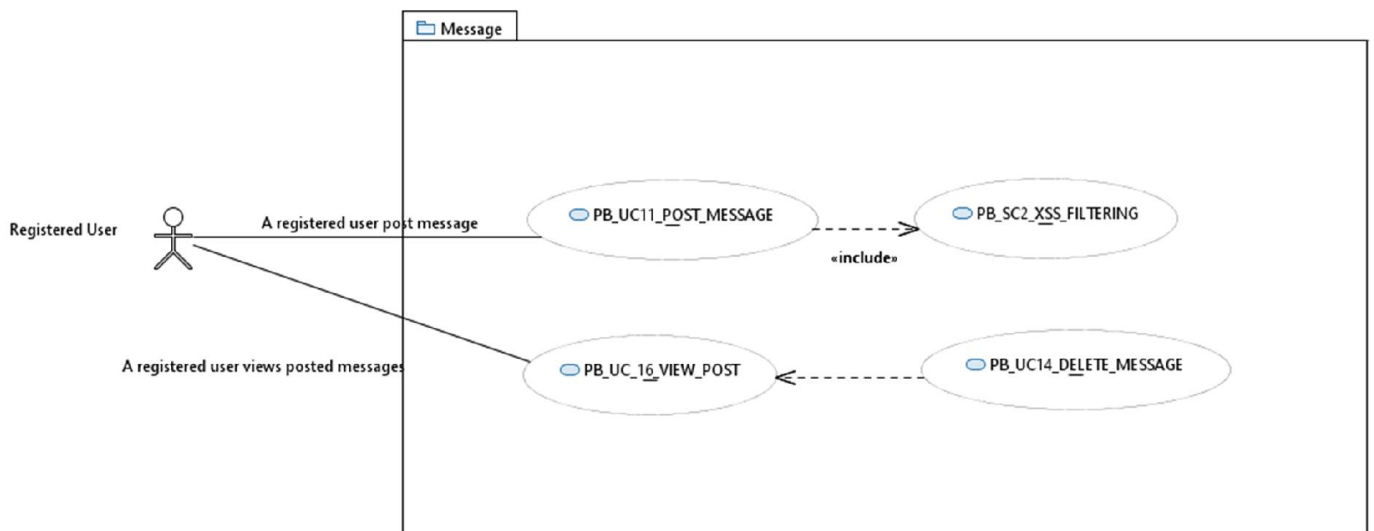 Message
Registered User
A registered user post message
PB_UC11_POST_MESSAGE
PB_SC2_XSS_FILTERING
«include»
A registered user views posted messages
PB_UC_16_VIEW_POST
PB_UC14_DELETE_MESSAGE